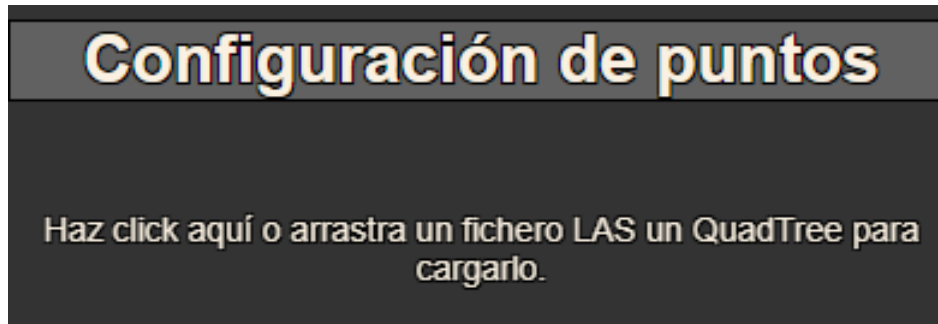 Configuración de puntos
Haz click aquí o arrastra un fichero LAS un QuadTree para
cargarlo.